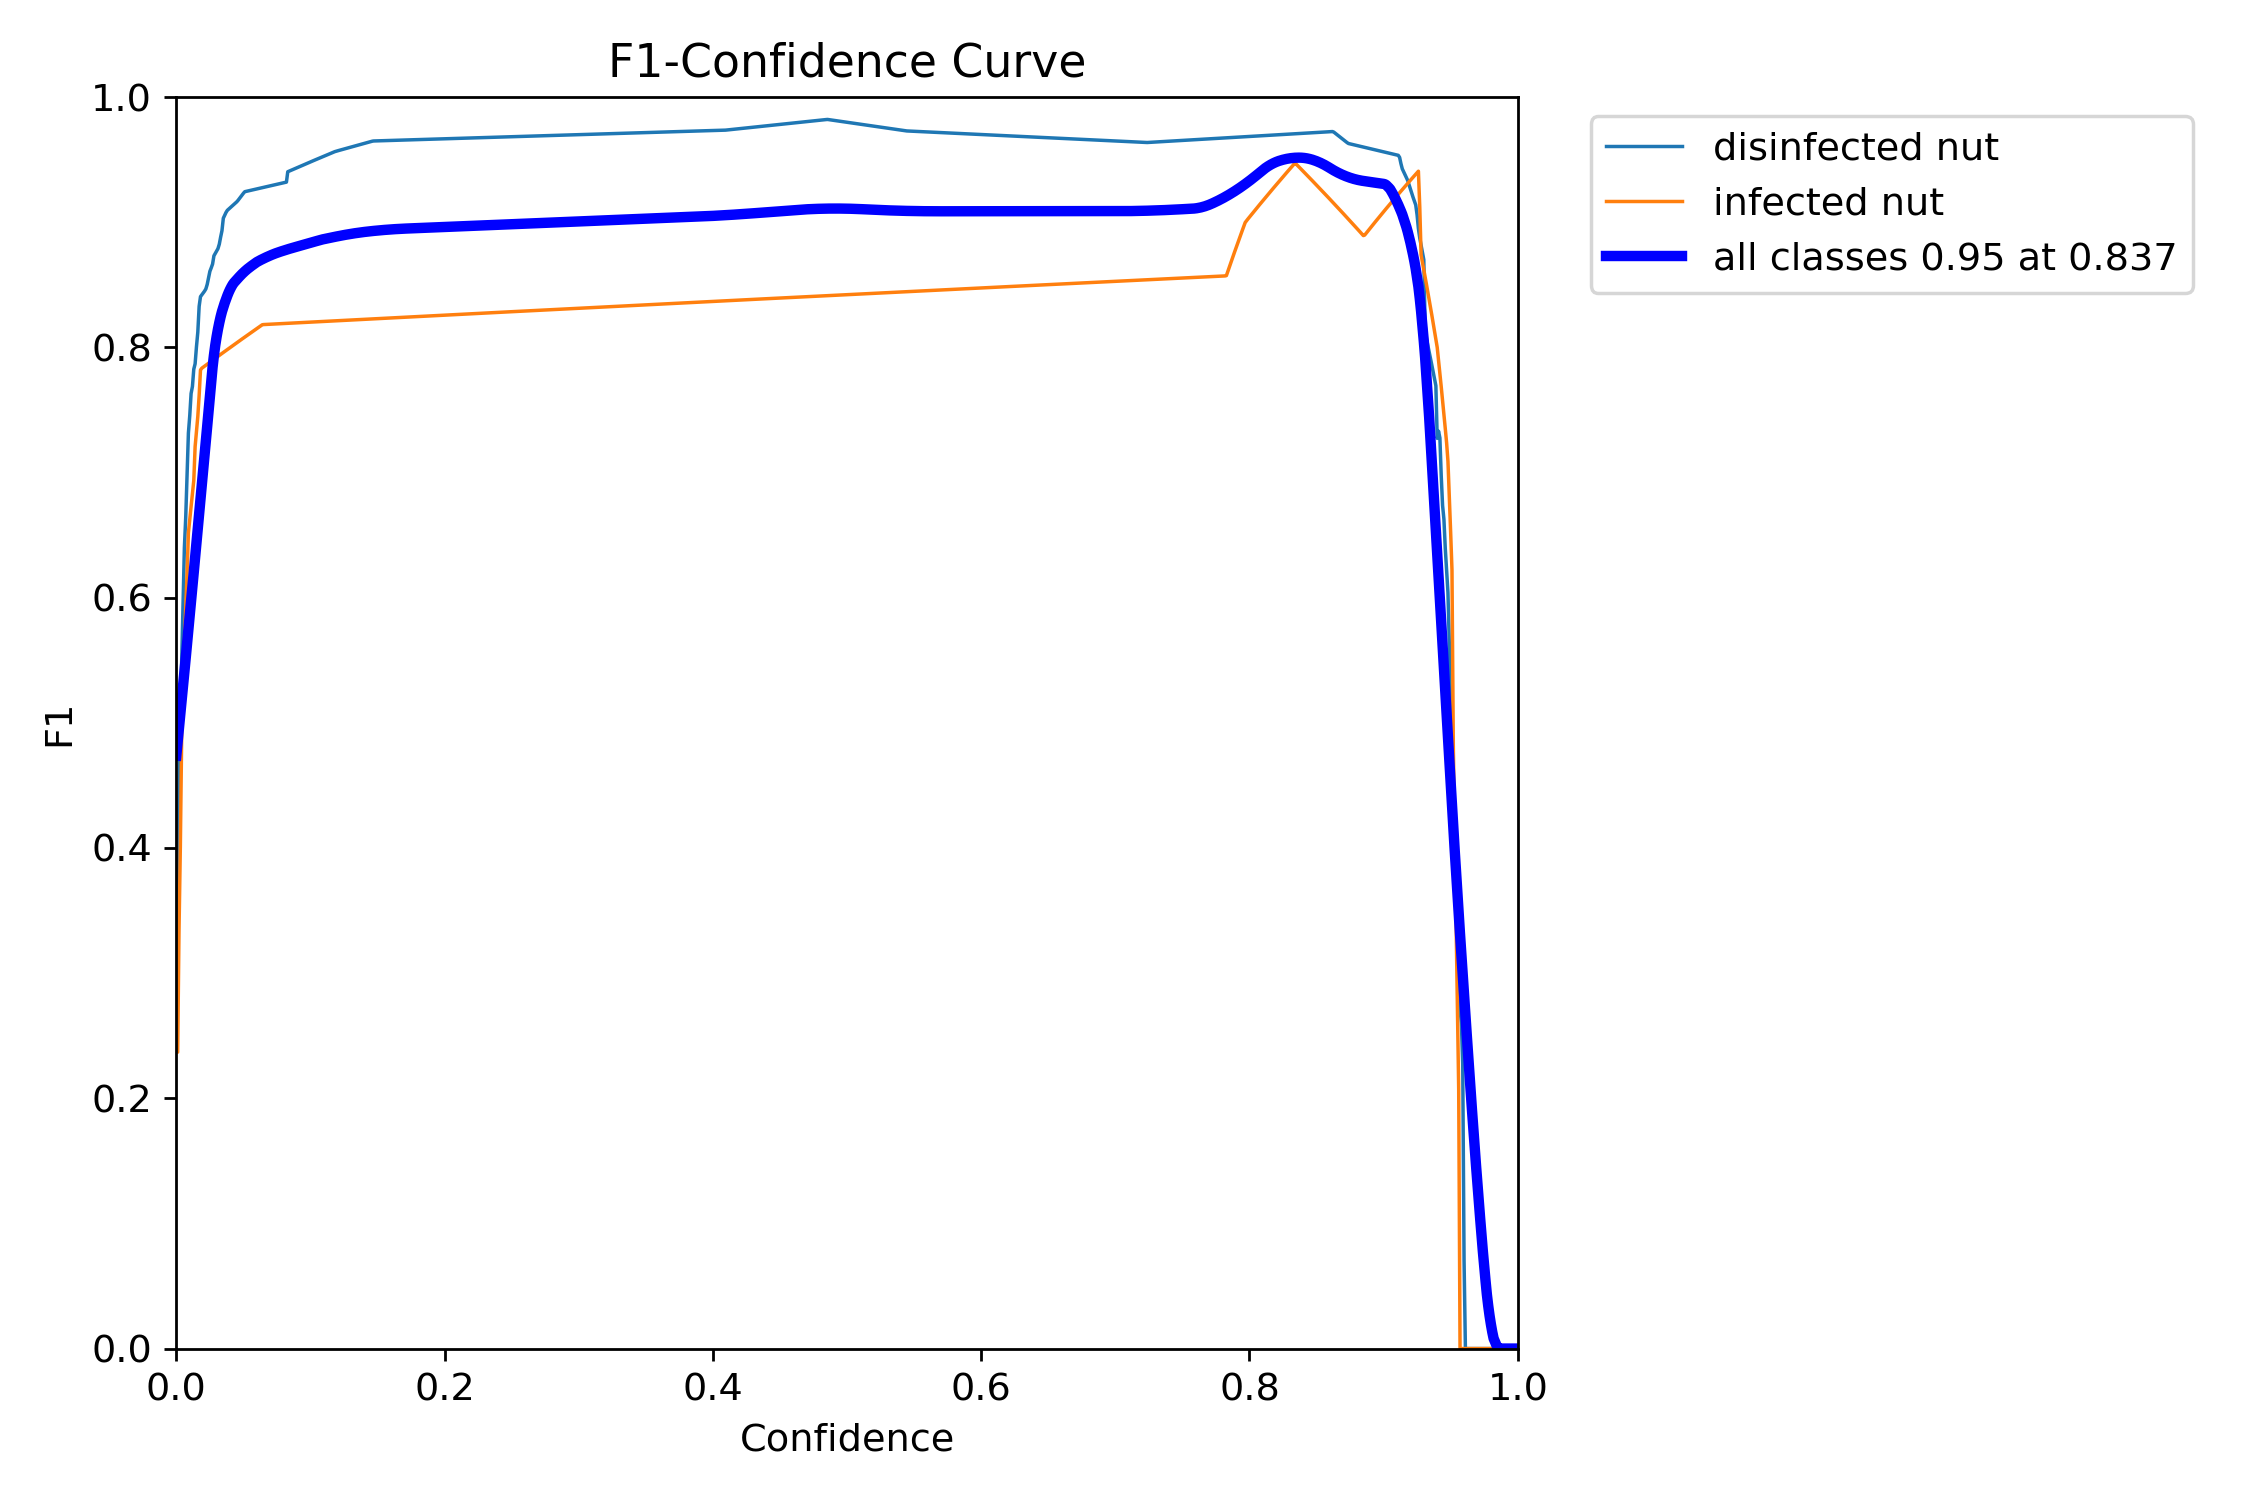 F1-Confidence Curve
1.0
0.8
0.6
0.4
0.2
0.0
F1
0.0 0.2 0.4 0.6 0.8 1.0
Confidence
disinfected nut
infected nut
all classes 0.95 at 0.837